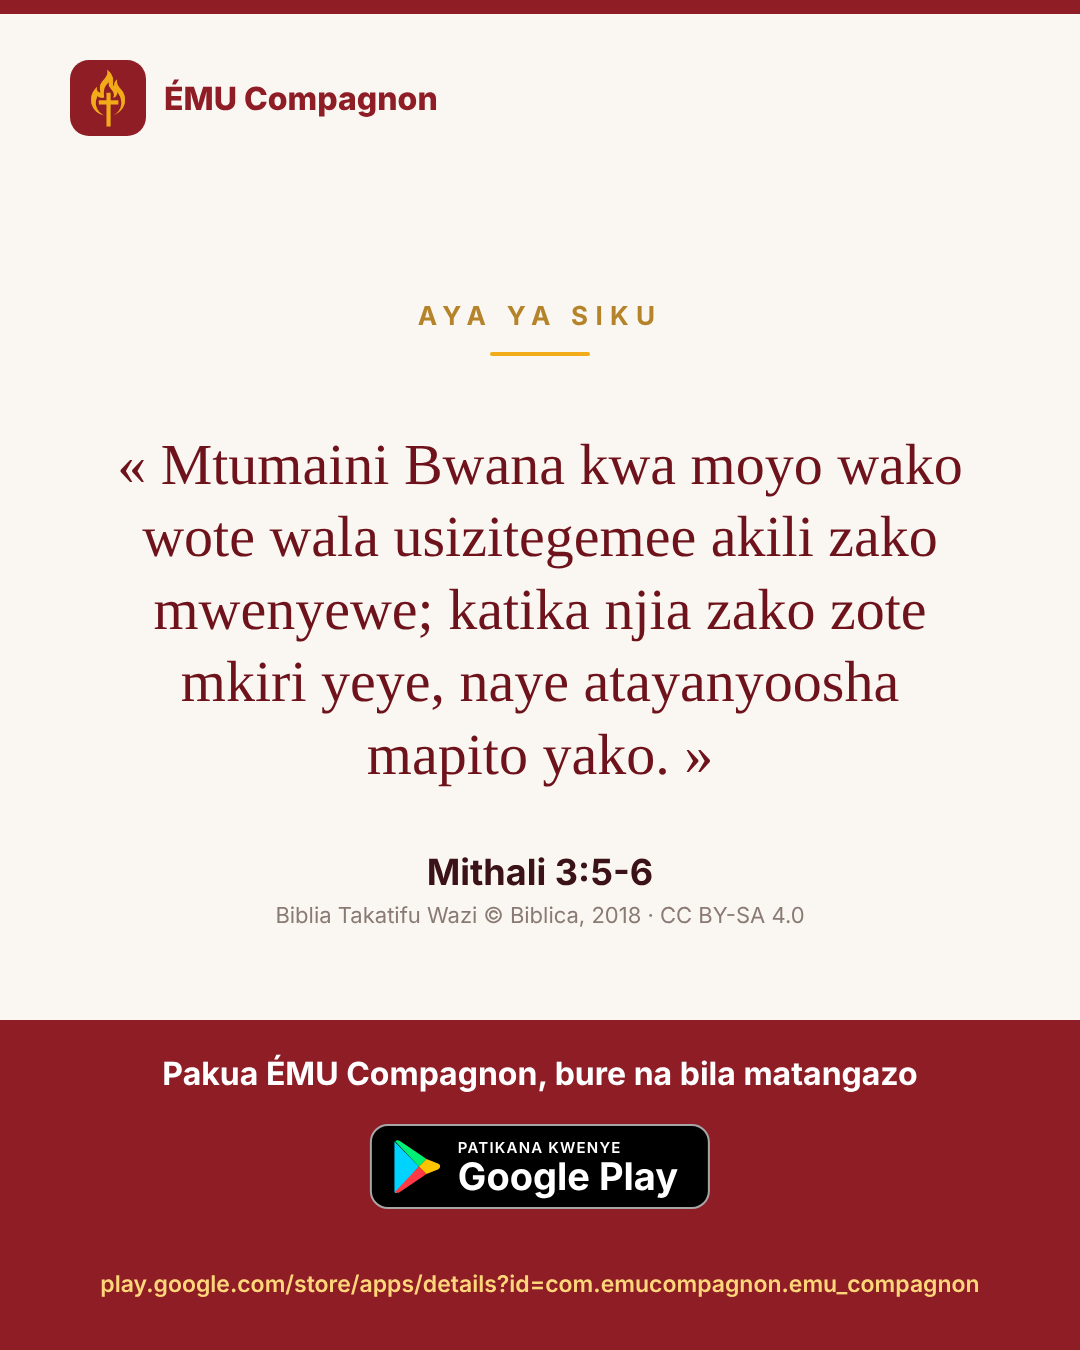 ÉMU Compagnon
AYA YA SIKU
« Mtumaini Bwana kwa moyo wako
wote wala usizitegemee akili zako
mwenyewe; katika njia zako zote
mkiri yeye, naye atayanyoosha
mapito yako. »
Mithali 3:5-6
Biblia Takatifu Wazi © Biblica, 2018 · CC BY-SA 4.0
Pakua ÉMU Compagnon, bure na bila matangazo
PATIKANA KWENYE
Google Play
play.google.com/store/apps/details?id=com.emucompagnon.emu_compagnon